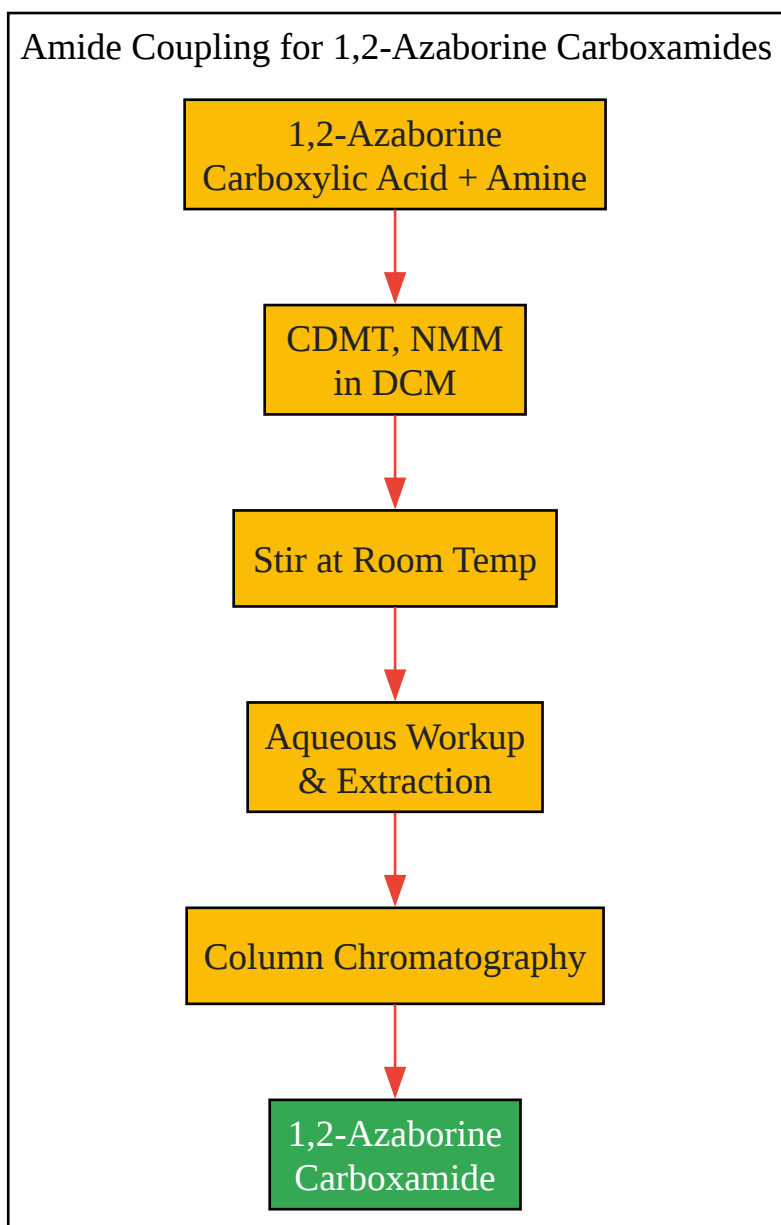 Amide Coupling for 1,2-Azaborine Carboxamides
1,2-Azaborine
Carboxylic Acid + Amine
CDMT, NMM
in DCM
Stir at Room Temp
Aqueous Workup
& Extraction
Column Chromatography
1,2-Azaborine
Carboxamide